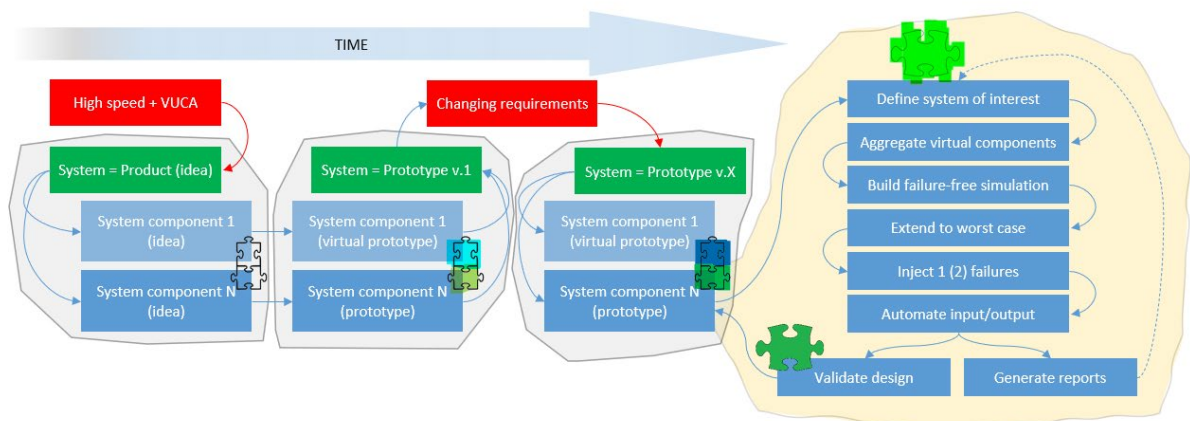 TIME
High speed + VUCA
System = Product (idea)
System component 1
(idea)
System component N
(idea)
Changing requirements
System = Prototype v.1
System component 1
(virtual prototype)
System component N
(prototype)
System = Prototype v.X
System component 1
(virtual prototype)
System component N
(prototype)
Define system of interest
Aggregate virtual components
Build failure-free simulation
Extend to worst case
Inject 1 (2) failures
Automate input/output
Validate design
Generate reports